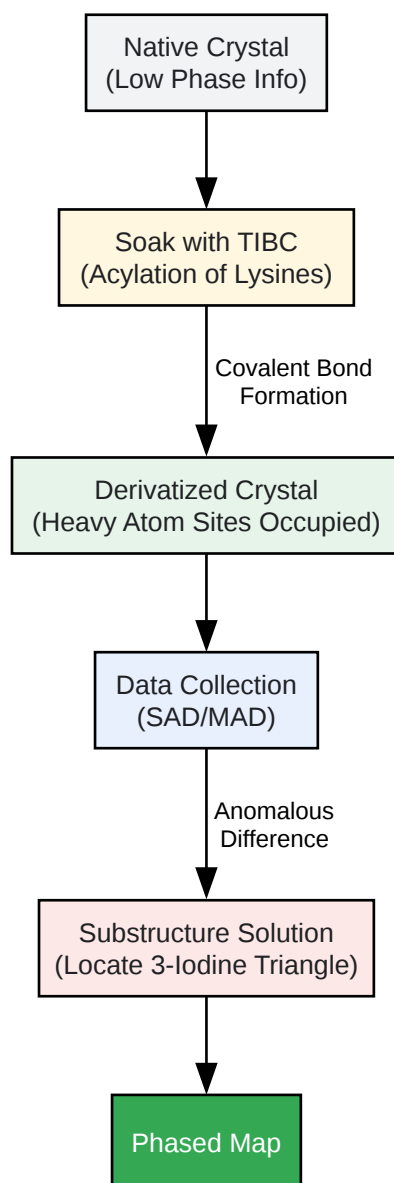 Native Crystal
(Low Phase Info)
Soak with TIBC
(Acylation of Lysines)
Covalent Bond
Formation
Derivatized Crystal
(Heavy Atom Sites Occupied)
Data Collection
(SAD/MAD)
Anomalous
Difference
Substructure Solution
(Locate 3-Iodine Triangle)
Phased Map